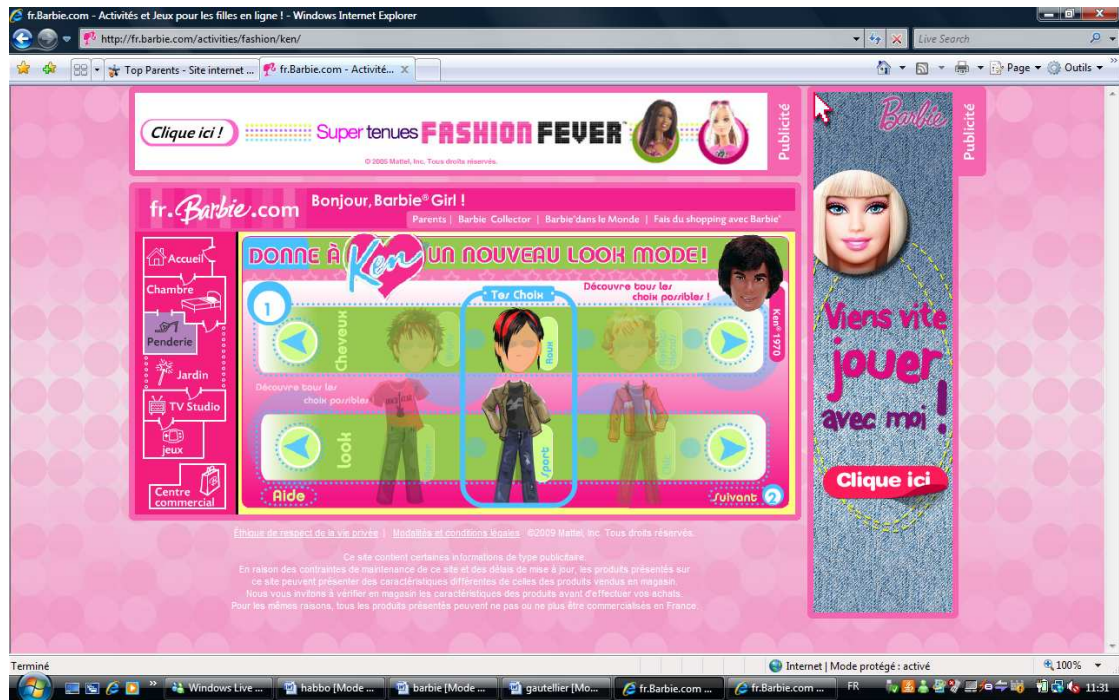 fr.Barbie.com - Activités et Jeux pour les filles en ligne ! - Windows Internet Explorer
http://fr.barbie.com/activities/fashion/ken/
Live Search
Top Parents - Site internet ...
fr.Barbie.com - Activité...
Page
Outils
Clique ici !
Super tenues FASHION FEVER
© 2005 Mattel, Inc. Tous droits réservés.
Publicité
Barbie
Publicité
fr.Barbie.com
Bonjour, Barbie® Girl !
Parents | Barbie Collector | Barbie dans le Monde | Fais du shopping avec Barbie
Accueil
Chambre
Penderie
Jardin
TV Studio
jeux
Centre commercial
DONNE À Ken UN NOUVEAU LOOK MODE!
1
Tes Choix
Découvre tous les
choix possibles !
Ken® 1970
Cheveux
Roux
Découvre tous les
choix possibles
look
Sport
Chic
Aide
Suivant 2
Viens vite
jouer
avec moi !
Clique ici
Éthique de respect de la vie privée | Modalités et conditions légales ©2009 Mattel, Inc. Tous droits réservés.
Ce site contient certaines informations de type publicitaire.
En raison des contraintes de maintenance de ce site et des délais de mise à jour, les produits présentés sur
ce site peuvent présenter des caractéristiques différentes de celles des produits vendus en magasin.
Nous vous invitons à vérifier en magasin les caractéristiques des produits avant d'effectuer vos achats.
Pour les mêmes raisons, tous les produits présentés peuvent ne pas ou ne plus être commercialisés en France.
Terminé
Internet | Mode protégé : activé
100%
Windows Live ...
habbo [Mode ...
barbie [Mode ...
gautellier [Mo...
fr.Barbie.com ...
fr.Barbie.com ...
FR
11:31